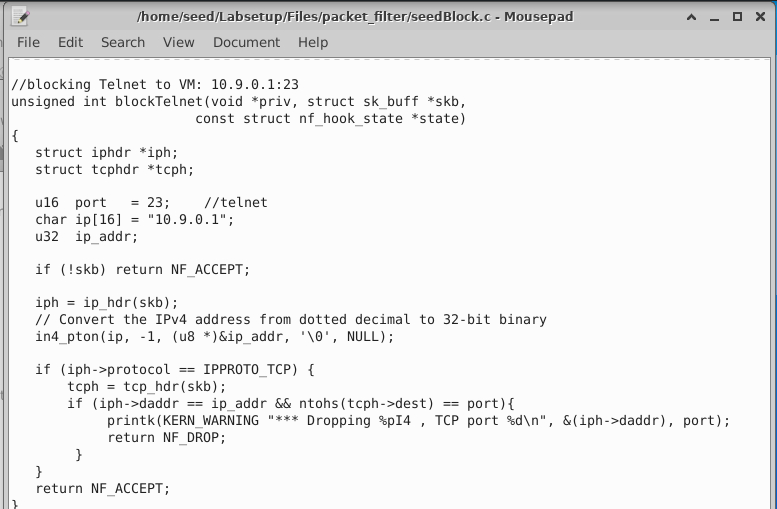 /home/seed/Labsetup/Files/packet_filter/seedBlock.c - Mousepad
File Edit Search View Document Help
//blocking Telnet to VM: 10.9.0.1:23
unsigned int blockTelnet(void *priv, struct sk_buff *skb,
                       const struct nf_hook_state *state)
{
   struct iphdr *iph;
   struct tcphdr *tcph;
   u16  port   = 23;    //telnet
   char ip[16] = "10.9.0.1";
   u32  ip_addr;
   if (!skb) return NF_ACCEPT;
   iph = ip_hdr(skb);
   // Convert the IPv4 address from dotted decimal to 32-bit binary
   in4_pton(ip, -1, (u8 *)&ip_addr, '\0', NULL);
   if (iph->protocol == IPPROTO_TCP) {
       tcph = tcp_hdr(skb);
       if (iph->daddr == ip_addr && ntohs(tcph->dest) == port){
            printk(KERN_WARNING "*** Dropping %pI4 , TCP port %d\n", &(iph->daddr), port);
            return NF_DROP;
        }
   }
   return NF_ACCEPT;
}